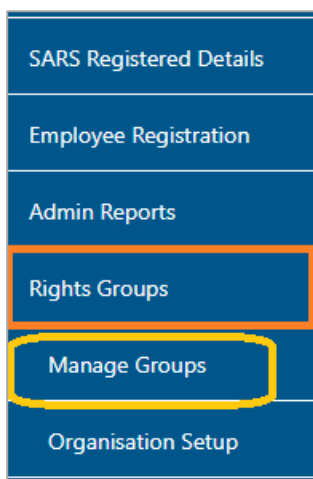 SARS Registered Details
Employee Registration
Admin Reports
Rights Groups
Manage Groups
Organisation Setup